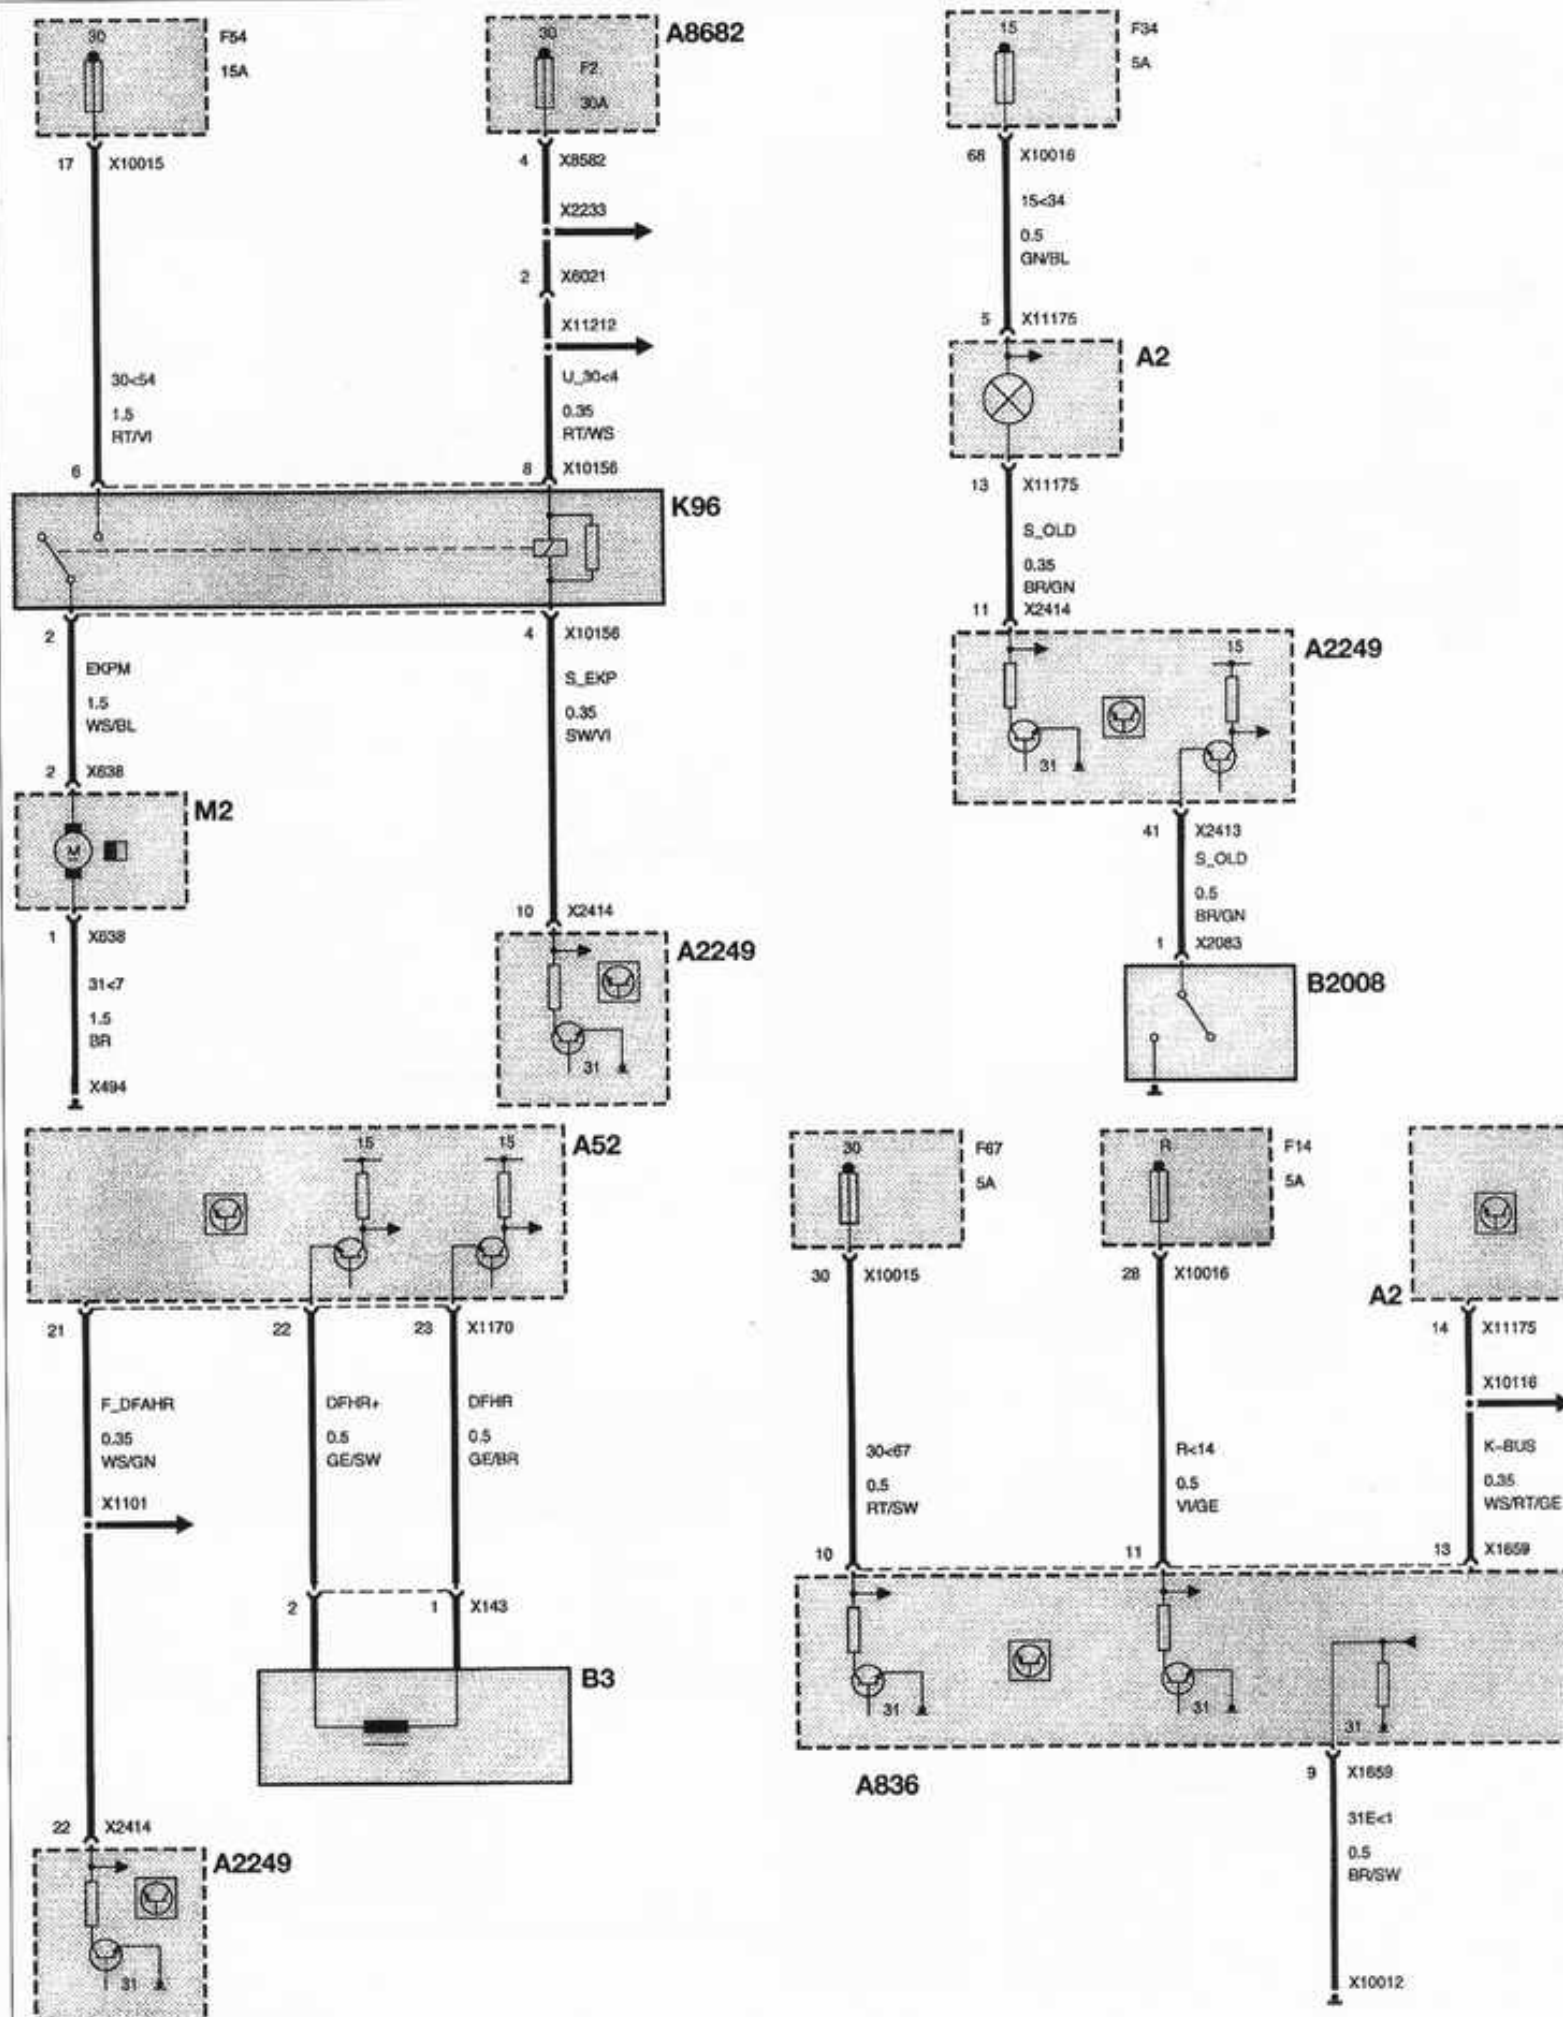 30
F54
15A
17
X10015
30<54
1.5
RT/VI
6
30
F2
30A
A8682
4
X8582
X2233
2
X6021
X11212
U_30<4
0.35
RT/WS
8
X10156
K96
2
EKPM
1.5
WS/BL
2
X638
M
M2
1
X638
31<7
1.5
BR
X494
4
X10156
S_EKP
0.35
SW/VI
10
X2414
A2249
31
15
F34
5A
68
X10016
15<34
0.5
GN/BL
5
X11175
A2
13
X11175
S_OLD
0.35
BR/GN
11
X2414
A2249
15
31
41
X2413
S_OLD
0.5
BR/GN
1
X2083
B2008
A52
15
15
21
22
23
X1170
F_DFAHR
0.35
WS/GN
X1101
DFHR+
0.5
GE/SW
DFHR
0.5
GE/BR
2
1
X143
B3
22
X2414
A2249
31
30
F67
5A
30
X10015
30<67
0.5
RT/SW
10
R
F14
5A
28
X10016
R<14
0.5
VI/GE
11
A2
14
X11175
X10116
K-BUS
0.35
WS/RT/GE
13
X1659
31
31
31
A836
9
X1659
31E<1
0.5
BR/SW
X10012